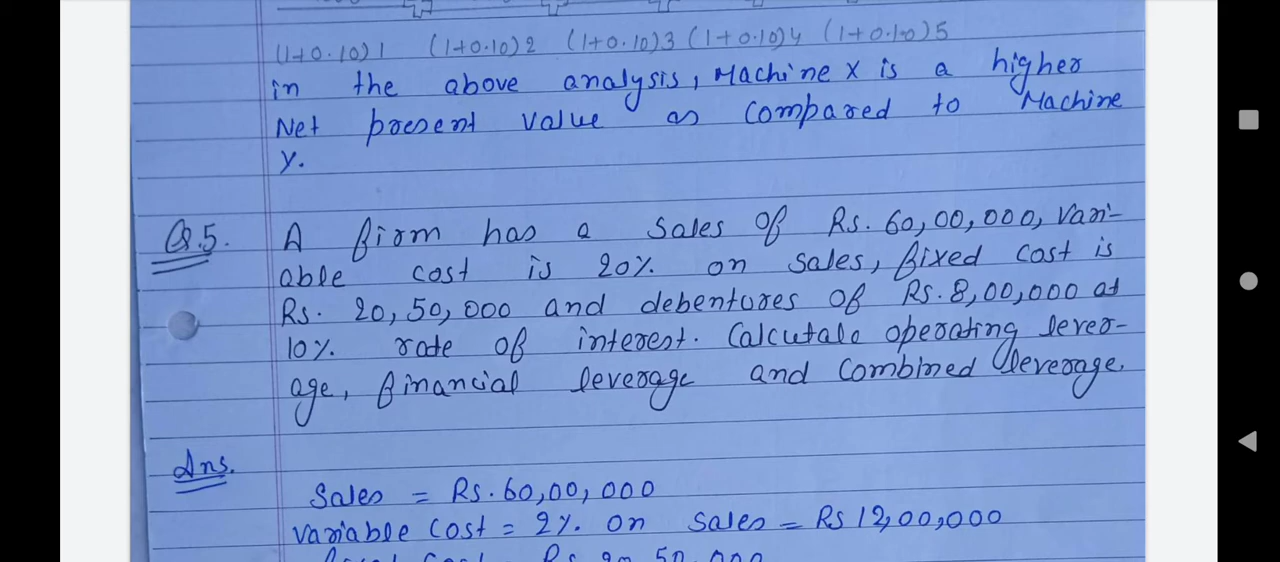 (1+0.10)1 (1+0.10)2 (1+0.10)3 (1+0.10)4 (1+0.10)5
in the above analysis, Machine X is a higher
Net present value as compared to Machine
Y.
Q.5. A firm has a sales of Rs. 60,00,000, vari-
able cost is 20% on sales, fixed cost is
Rs. 20,50,000 and debentures of Rs. 8,00,000 at
10% rate of interest. Calcutale operating lever-
age, financial leverage and combined leverage.
Ans.
Sales = Rs. 60,00,000
variable cost = 2% on sales = Rs 12,00,000